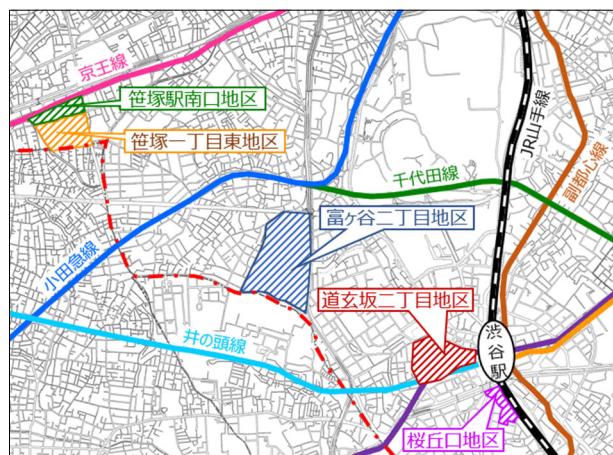 京王線
笹塚駅南口地区
笹塚一丁目東地区
JR山手線
副都心線
千代田線
富ヶ谷二丁目地区
小田急線
道玄坂二丁目地区
井の頭線
渋谷駅
桜丘口地区